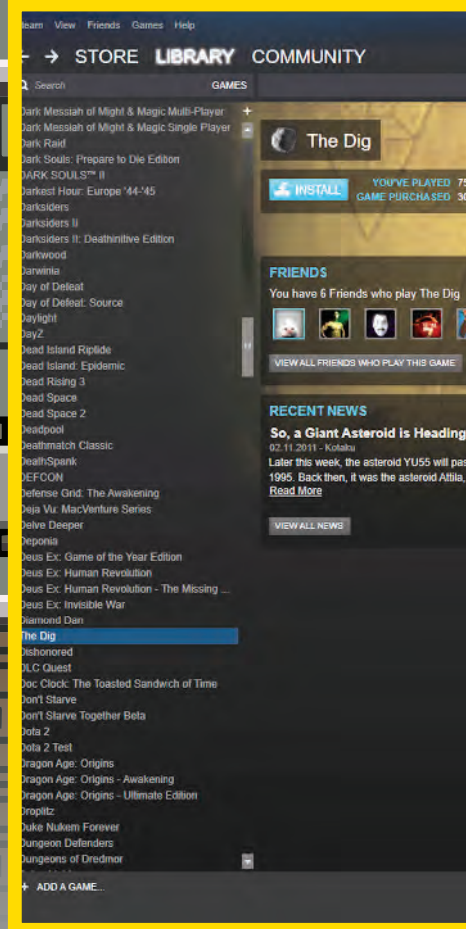 team View Friends Games Help
← → STORE LIBRARY COMMUNITY
Search GAMES
Dark Messiah of Might & Magic Multi-Player +
Dark Messiah of Might & Magic Single Player
Dark Raid
Dark Souls: Prepare to Die Edition
DARK SOULS™ II
Darkest Hour: Europe '44-'45
Darksiders
Darksiders II
Darksiders II: Deathinitive Edition
Darkwood
Darwinia
Day of Defeat
Day of Defeat: Source
Daylight
DayZ
Dead Island Riptide
Dead Island: Epidemic
Dead Rising 3
Dead Space
Dead Space 2
Deadpool
Deathmatch Classic
DeathSpank
DEFCON
Defense Grid: The Awakening
Deja Vu: MacVenture Series
Delve Deeper
Deponia
Deus Ex: Game of the Year Edition
Deus Ex: Human Revolution
Deus Ex: Human Revolution - The Missing ...
Deus Ex: Invisible War
Diamond Dan
The Dig
Dishonored
DLC Quest
Doc Clock: The Toasted Sandwich of Time
Don't Starve
Don't Starve Together Beta
Dota 2
Dota 2 Test
Dragon Age: Origins
Dragon Age: Origins - Awakening
Dragon Age: Origins - Ultimate Edition
Droplitz
Duke Nukem Forever
Dungeon Defenders
Dungeons of Dredmor
+ ADD A GAME...
The Dig
INSTALL
YOU'VE PLAYED 75
GAME PURCHASED 30
FRIENDS
You have 6 Friends who play The Dig
VIEW ALL FRIENDS WHO PLAY THIS GAME
RECENT NEWS
So, a Giant Asteroid is Heading
02.11.2011 - Kotaku
Later this week, the asteroid YU55 will pas
1995. Back then, it was the asteroid Attila,
Read More
VIEW ALL NEWS